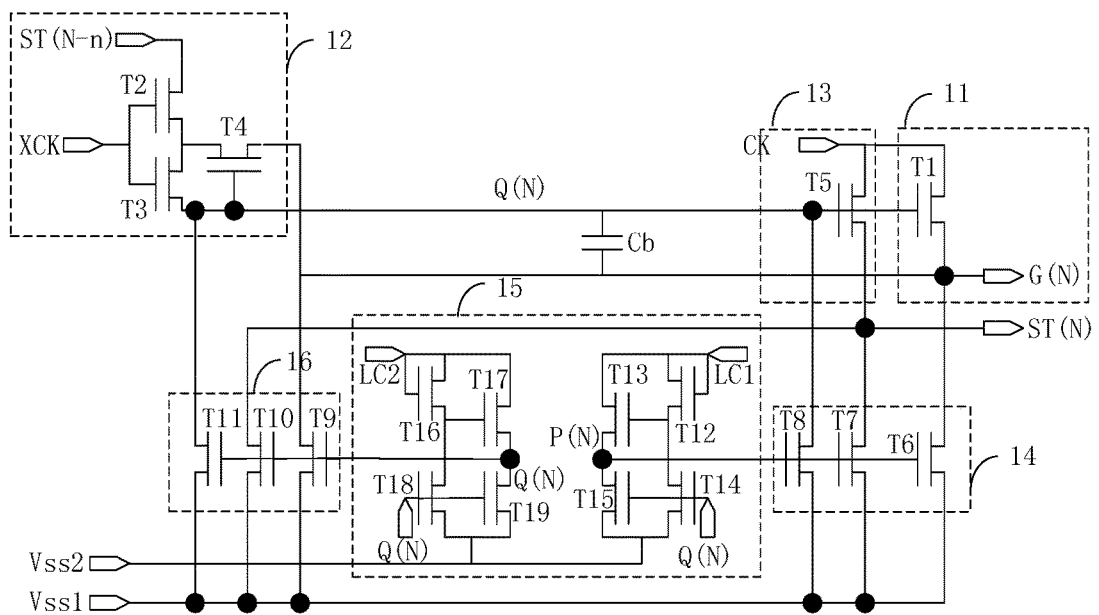 ST(N-n)
12
T2
XCK
T4
T3
Q(N)
Cb
13
11
CK
T5
T1
G(N)
ST(N)
15
16
LC2
T17
T13
LC1
T11
T10
T9
T16
P(N)
T12
T8
T7
T6
14
T18
Q(N)
T19
T15
T14
Q(N)
Q(N)
Vss2
Vss1